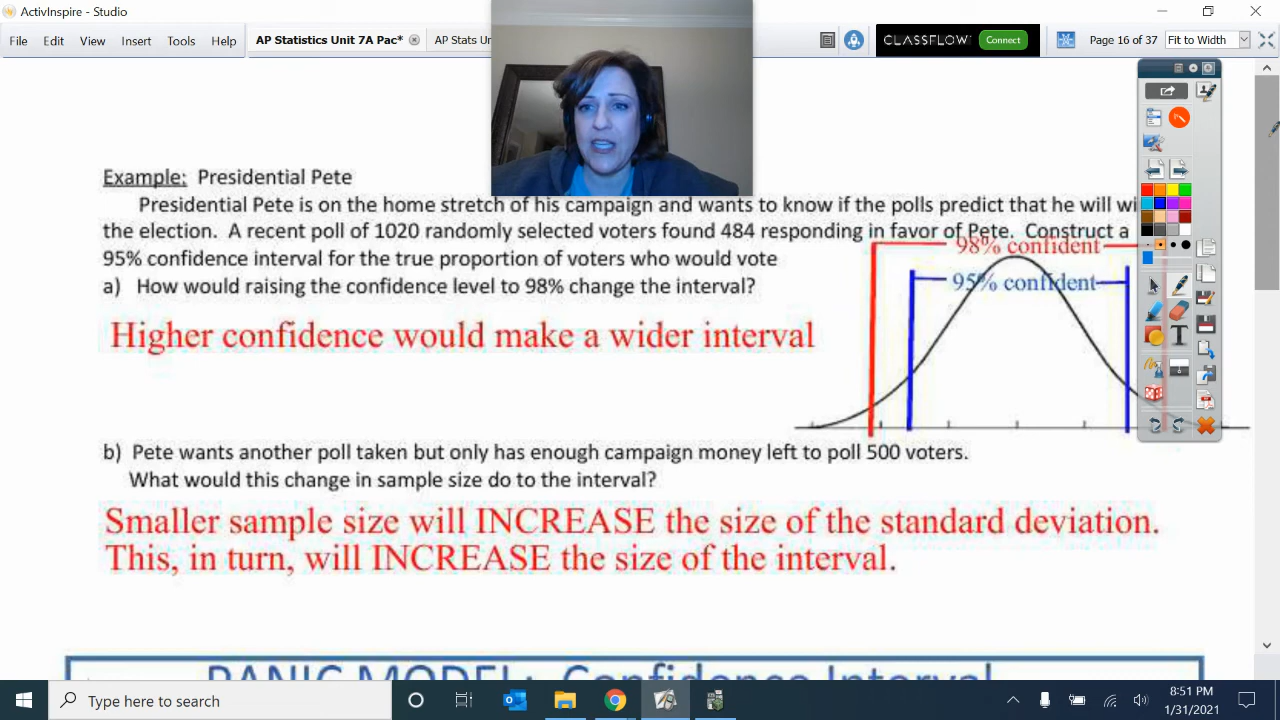 ActivInspire - Studio
File Edit View Insert Tools Help
AP Statistics Unit 7A Pac*
AP Stats Ur
CLASSFLOW Connect
Page 16 of 37
Fit to Width
Example: Presidential Pete
Presidential Pete is on the home stretch of his campaign and wants to know if the polls predict that he will wi
the election. A recent poll of 1020 randomly selected voters found 484 responding in favor of Pete. Construct a
95% confidence interval for the true proportion of voters who would vote
98% confident
95% confident
a) How would raising the confidence level to 98% change the interval?
Higher confidence would make a wider interval
b) Pete wants another poll taken but only has enough campaign money left to poll 500 voters.
What would this change in sample size do to the interval?
Smaller sample size will INCREASE the size of the standard deviation.
This, in turn, will INCREASE the size of the interval.
PANIC MODEL: Confidence Interval
Type here to search
8:51 PM
1/31/2021